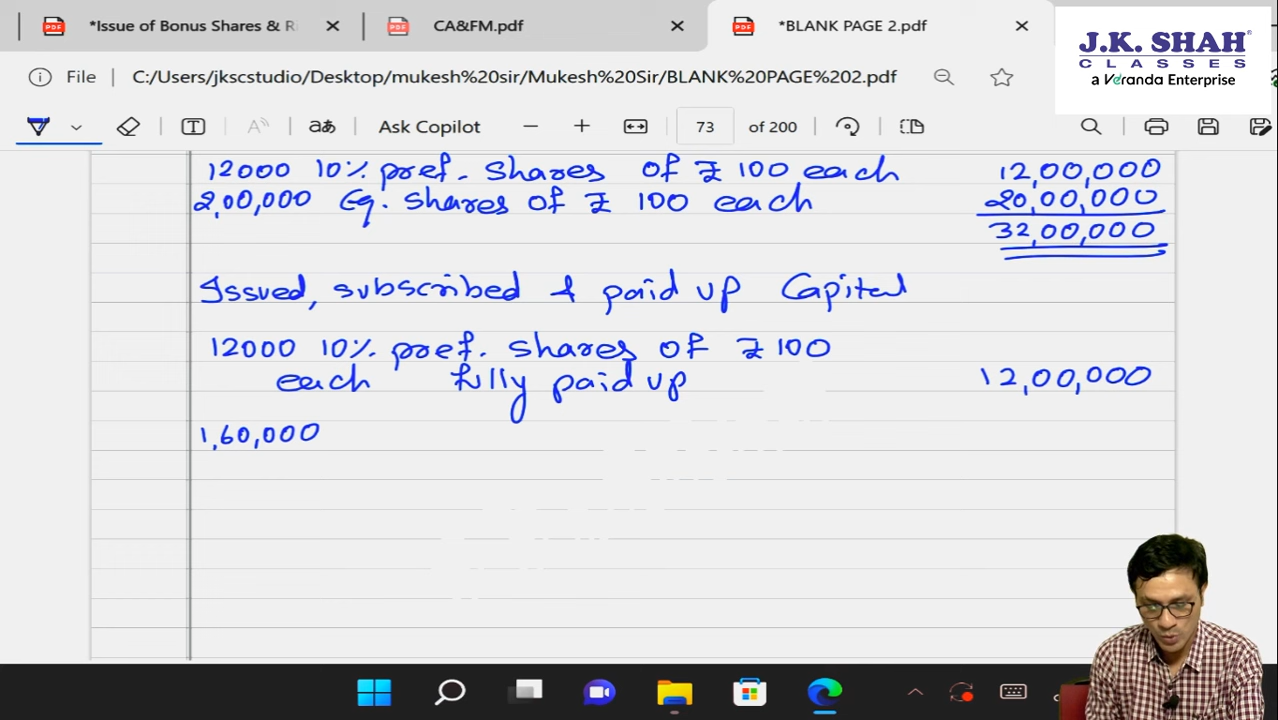 *Issue of Bonus Shares & Ri
CA&FM.pdf
*BLANK PAGE 2.pdf
J.K. SHAH
CLASSES
a Veranda Enterprise
File C:/Users/jkscstudio/Desktop/mukesh%20sir/Mukesh%20Sir/BLANK%20PAGE%202.pdf
aあ Ask Copilot 73 of 200
12000 10% pref. shares of ₹ 100 each 12,00,000
2,00,000 Eq. shares of ₹ 100 each 20,00,000
32,00,000
Issued, subscribed & paid up Capital
12000 10% pref. shares of ₹ 100
each fully paid up 12,00,000
1,60,000